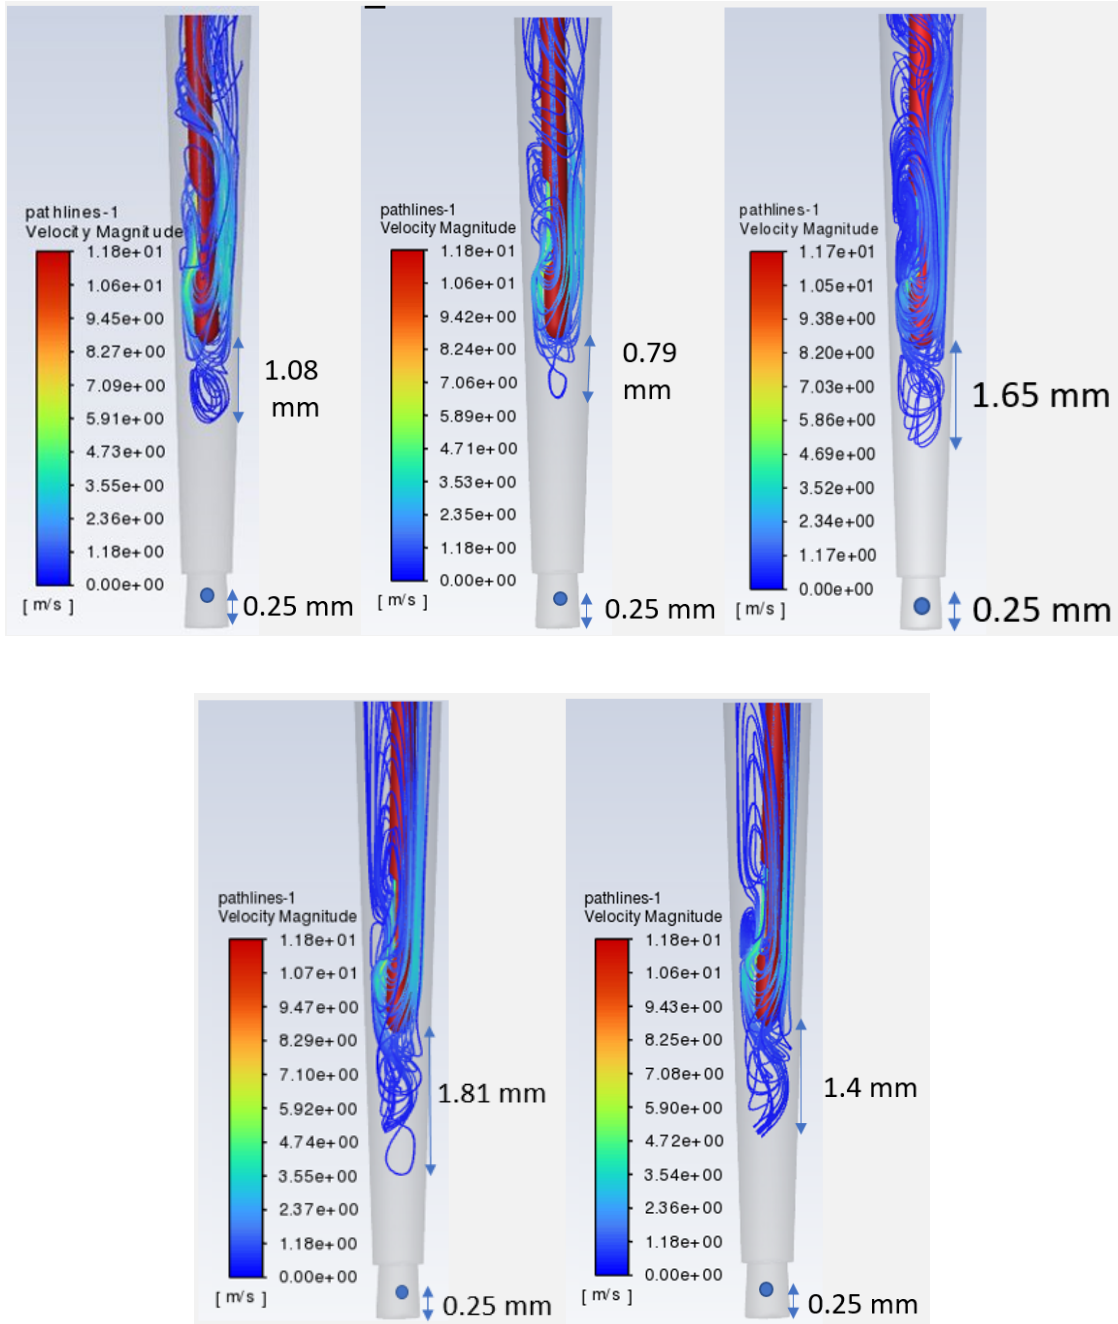 pathlines-1
Velocity Magnitude
1.18e+01
1.06e+01
9.45e+00
8.27e+00
7.09e+00
5.91e+00
4.73e+00
3.55e+00
2.36e+00
1.18e+00
0.00e+00
[ m/s ]
1.08
mm
0.25 mm
pathlines-1
Velocity Magnitude
1.18e+01
1.06e+01
9.42e+00
8.24e+00
7.06e+00
5.89e+00
4.71e+00
3.53e+00
2.35e+00
1.18e+00
0.00e+00
[ m/s ]
0.79
mm
0.25 mm
pathlines-1
Velocity Magnitude
1.17e+01
1.05e+01
9.38e+00
8.20e+00
7.03e+00
5.86e+00
4.69e+00
3.52e+00
2.34e+00
1.17e+00
0.00e+00
[ m/s ]
1.65 mm
0.25 mm
pathlines-1
Velocity Magnitude
1.18e+01
1.07e+01
9.47e+00
8.29e+00
7.10e+00
5.92e+00
4.74e+00
3.55e+00
2.37e+00
1.18e+00
0.00e+00
[ m/s ]
1.81 mm
0.25 mm
pathlines-1
Velocity Magnitude
1.18e+01
1.06e+01
9.43e+00
8.25e+00
7.08e+00
5.90e+00
4.72e+00
3.54e+00
2.36e+00
1.18e+00
0.00e+00
[ m/s ]
1.4 mm
0.25 mm